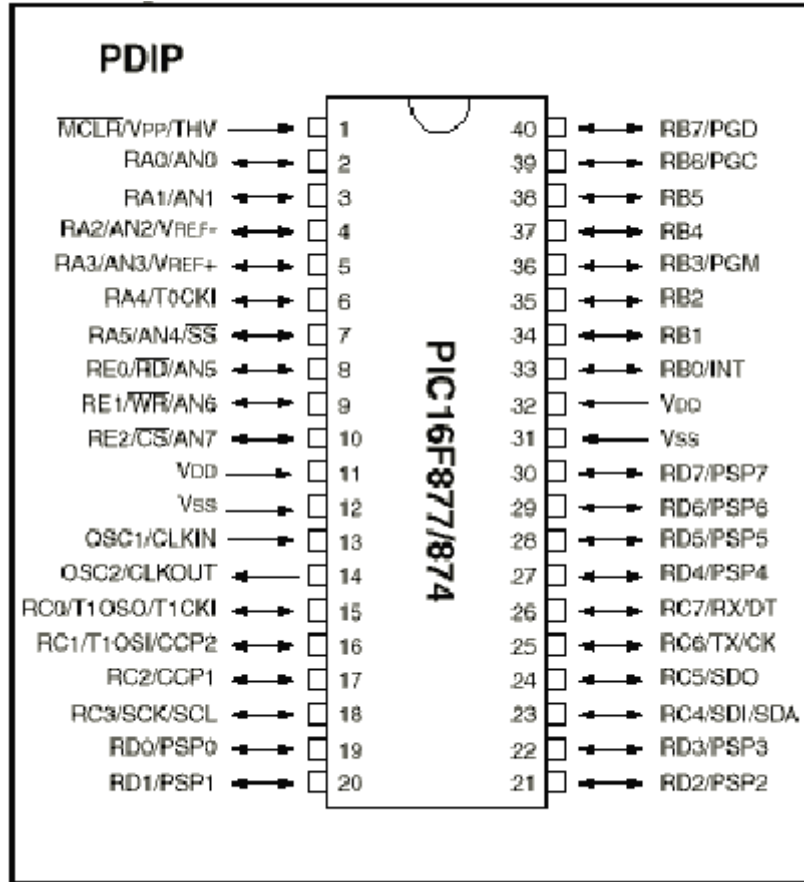 PDIP
MCLR/VPP/THV 1 40 RB7/PGD
RA0/AN0 2 39 RB6/PGC
RA1/AN1 3 38 RB5
RA2/AN2/VREF- 4 37 RB4
RA3/AN3/VREF+ 5 36 RB3/PGM
RA4/T0CKI 6 35 RB2
RA5/AN4/SS 7 34 RB1
RE0/RD/AN5 8 33 RB0/INT
RE1/WR/AN6 9 32 VDD
RE2/CS/AN7 10 31 VSS
VDD 11 30 RD7/PSP7
VSS 12 29 RD6/PSP6
OSC1/CLKIN 13 28 RD5/PSP5
OSC2/CLKOUT 14 27 RD4/PSP4
RC0/T1OSO/T1CKI 15 26 RC7/RX/DT
RC1/T1OSI/CCP2 16 25 RC6/TX/CK
RC2/CCP1 17 24 RC5/SDO
RC3/SCK/SCL 18 23 RC4/SDI/SDA
RD0/PSP0 19 22 RD3/PSP3
RD1/PSP1 20 21 RD2/PSP2
PIC16F877/874